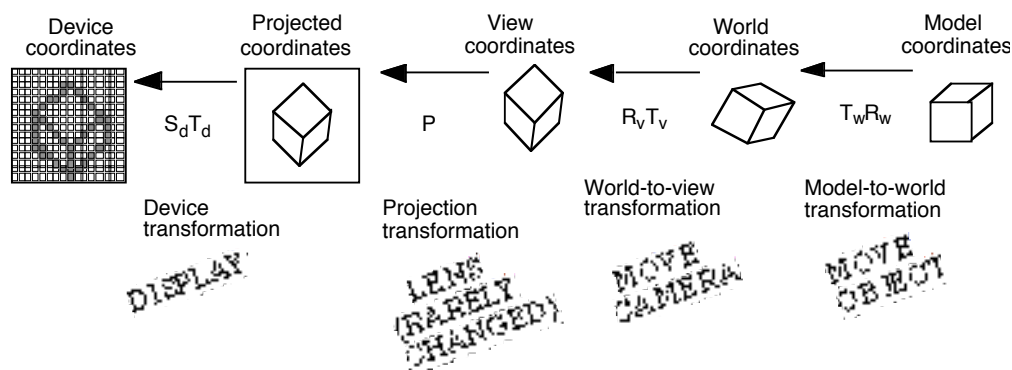 Device
coordinates
Projected
coordinates
View
coordinates
World
coordinates
Model
coordinates
SdTd
P
RvTv
TwRw
Device
transformation
Projection
transformation
World-to-view
transformation
Model-to-world
transformation
DISPLAY
LENS
(RARELY
CHANGED)
MOVE
CAMERA
MOVE
OBJECT